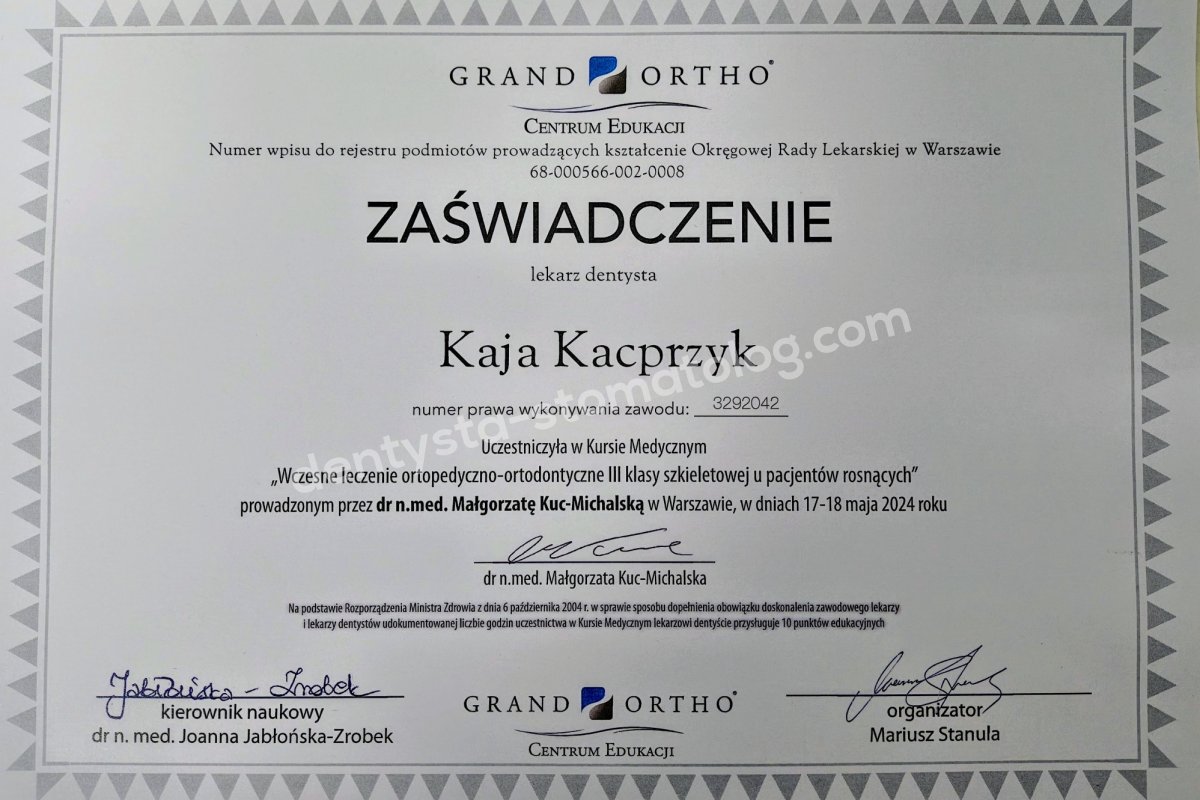 GRAND ORTHO®
CENTRUM EDUKACJI
Numer wpisu do rejestru podmiotów prowadzących kształcenie Okręgowej Rady Lekarskiej w Warszawie
68-000566-002-0008
ZAŚWIADCZENIE
lekarz dentysta
Kaja Kacprzyk
dentysta-stomatolog.com
numer prawa wykonywania zawodu: 3292042
Uczestniczyła w Kursie Medycznym
„Wczesne leczenie ortopedyczno-ortodontyczne III klasy szkieletowej u pacjentów rosnących”
prowadzonym przez dr n.med. Małgorzatę Kuc-Michalską w Warszawie, w dniach 17-18 maja 2024 roku
dr n.med. Małgorzata Kuc-Michalska
Na podstawie Rozporządzenia Ministra Zdrowia z dnia 6 października 2004 r. w sprawie sposobu dopełnienia obowiązku doskonalenia zawodowego lekarzy
i lekarzy dentystów udokumentowanej liczbie godzin uczestnictwa w Kursie Medycznym lekarzowi dentyście przysługuje 10 punktów edukacyjnych
Jabłońska - Zrobek
kierownik naukowy
dr n. med. Joanna Jabłońska-Zrobek
GRAND ORTHO®
CENTRUM EDUKACJI
organizator
Mariusz Stanula